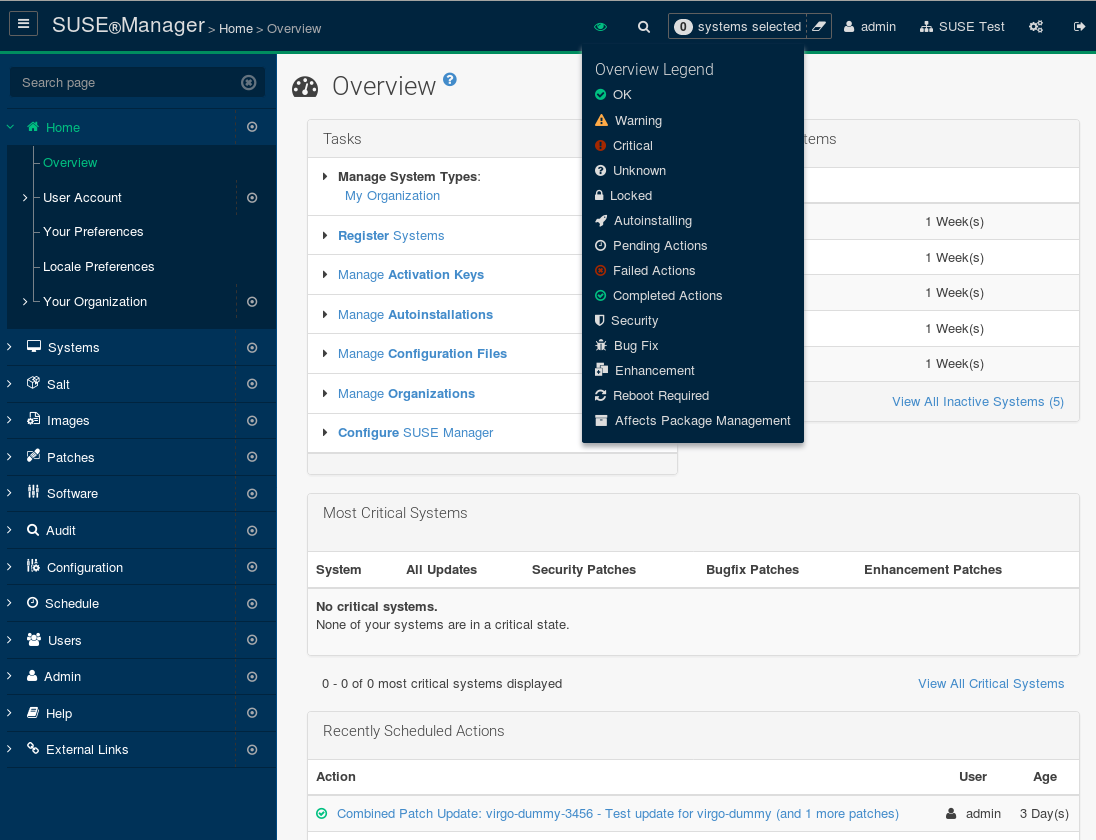 SUSE®Manager > Home > Overview
0 systems selected
admin
SUSE Test
Search page
Home
Overview
User Account
Your Preferences
Locale Preferences
Your Organization
Systems
Salt
Images
Patches
Software
Audit
Configuration
Schedule
Users
Admin
Help
External Links
Overview
Overview Legend
OK
Warning
Critical
Unknown
Locked
Autoinstalling
Pending Actions
Failed Actions
Completed Actions
Security
Bug Fix
Enhancement
Reboot Required
Affects Package Management
Tasks
Manage System Types:
My Organization
Register Systems
Manage Activation Keys
Manage Autoinstallations
Manage Configuration Files
Manage Organizations
Configure SUSE Manager
tems
1 Week(s)
1 Week(s)
1 Week(s)
1 Week(s)
1 Week(s)
View All Inactive Systems (5)
Most Critical Systems
System All Updates Security Patches Bugfix Patches Enhancement Patches
No critical systems.
None of your systems are in a critical state.
0 - 0 of 0 most critical systems displayed
View All Critical Systems
Recently Scheduled Actions
Action User Age
Combined Patch Update: virgo-dummy-3456 - Test update for virgo-dummy (and 1 more patches) admin 3 Day(s)